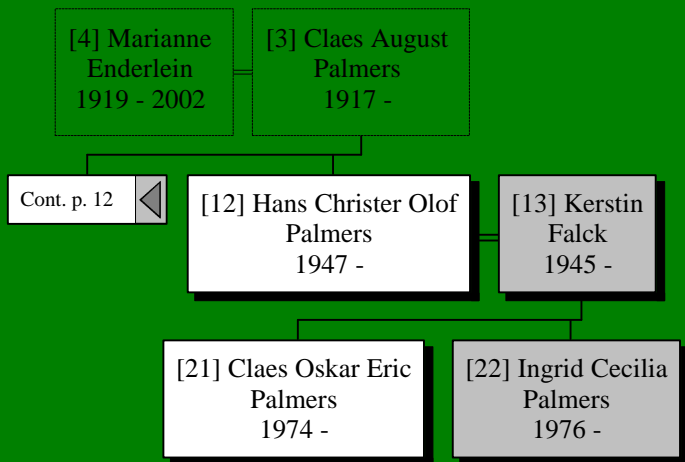 [4] Marianne
Enderlein
1919 - 2002
[3] Claes August
Palmers
1917 -
Cont. p. 12
[12] Hans Christer Olof
Palmers
1947 -
[13] Kerstin
Falck
1945 -
[21] Claes Oskar Eric
Palmers
1974 -
[22] Ingrid Cecilia
Palmers
1976 -